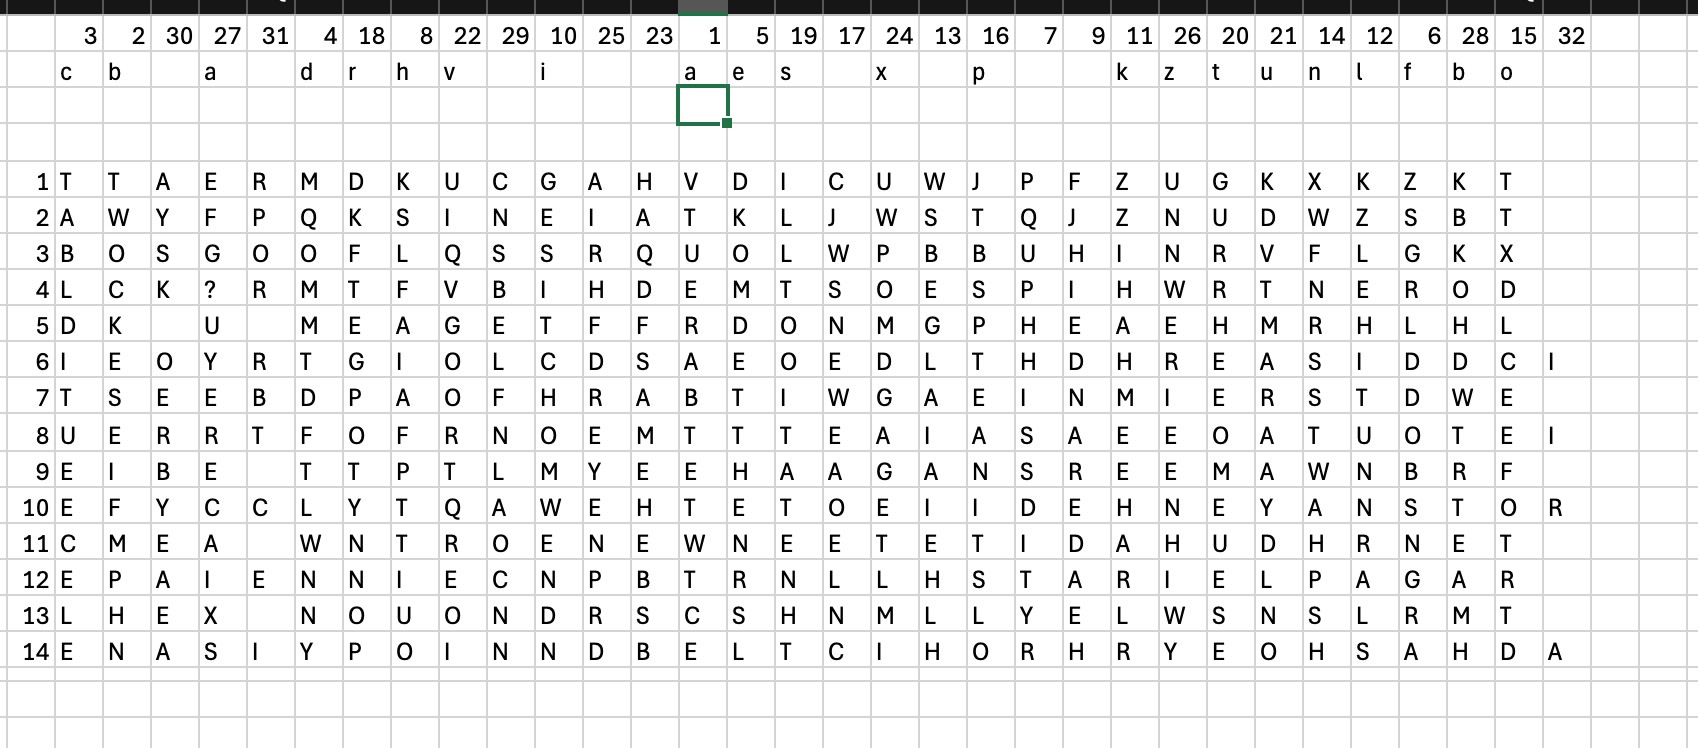 3 2 30 27 31 4 18 8 22 29 10 25 23 1 5 19 17 24 13 16 7 9 11 26 20 21 14 12 6 28 15 32
c b a d r h v i a e s x p k z t u n l f b o
1 T T A E R M D K U C G A H V D I C U W J P F Z U G K X K Z K T
2 A W Y F P Q K S I N E I A T K L J W S T Q J Z N U D W Z S B T
3 B O S G O O F L Q S S R Q U O L W P B B U H I N R V F L G K X
4 L C K ? R M T F V B I H D E M T S O E S P I H W R T N E R O D
5 D K U M E A G E T F F R D O N M G P H E A E H M R H L H L
6 I E O Y R T G I O L C D S A E O E D L T H D H R E A S I D D C I
7 T S E E B D P A O F H R A B T I W G A E I N M I E R S T D W E
8 U E R R T F O F R N O E M T T T E A I A S A E E O A T U O T E I
9 E I B E T T P T L M Y E E H A A G A N S R E E M A W N B R F
10 E F Y C C L Y T Q A W E H T E T O E I I D E H N E Y A N S T O R
11 C M E A W N T R O E N E W N E E T E T I D A H U D H R N E T
12 E P A I E N N I E C N P B T R N L L H S T A R I E L P A G A R
13 L H E X N O U O N D R S C S H N M L L Y E L W S N S L R M T
14 E N A S I Y P O I N N D B E L T C I H O R H R Y E O H S A H D A